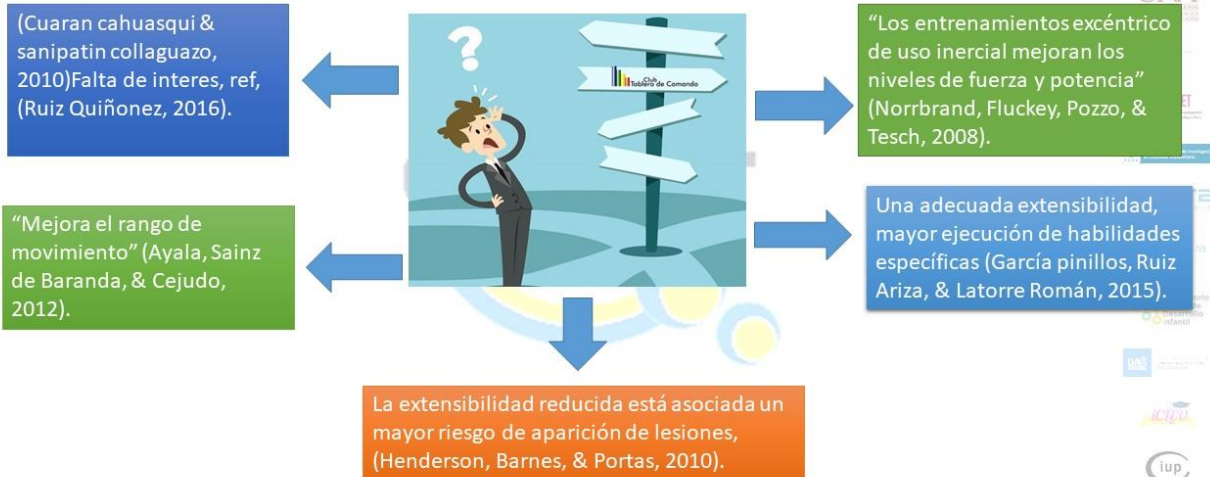 (Cuaran cahuasqui &
sanipatin collaguazo,
2010)Falta de interes, ref,
(Ruiz Quiñonez, 2016).
?
Club
Tablero de Comando
“Los entrenamientos excéntrico
de uso inercial mejoran los
niveles de fuerza y potencia”
(Norrbrand, Fluckey, Pozzo, &
Tesch, 2008).
“Mejora el rango de
movimiento” (Ayala, Sainz
de Baranda, & Cejudo,
2012).
Una adecuada extensibilidad,
mayor ejecución de habilidades
específicas (García pinillos, Ruiz
Ariza, & Latorre Román, 2015).
La extensibilidad reducida está asociada un
mayor riesgo de aparición de lesiones,
(Henderson, Barnes, & Portas, 2010).
ET
Desarrollo
Infantil
iCLEO
iup